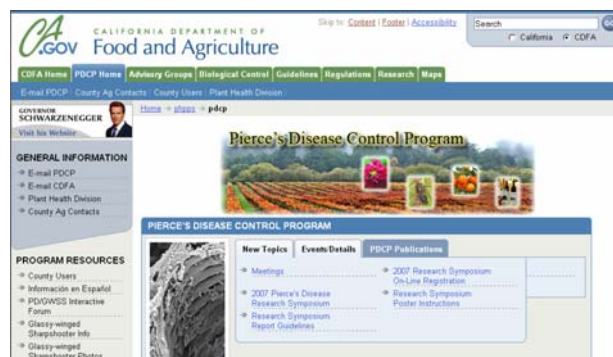 CA.GOV
CALIFORNIA DEPARTMENT OF
Food and Agriculture
Skip to: Content | Footer | Accessibility
Search
GO
California CDFA
CDFA Home PDCP Home Advisory Groups Biological Control Guidelines Regulations Research Maps
E-mail PDCP | County Ag Contacts | County Users | Plant Health Division
GOVERNOR
SCHWARZENEGGER
Visit his Website
Home → phpps → pdcp
Pierce's Disease Control Program
GENERAL INFORMATION
E-mail PDCP
E-mail CDFA
Plant Health Division
County Ag Contacts
PROGRAM RESOURCES
County Users
Información en Español
PD/GWSS Interactive
Forum
Glassy-winged
Sharpshooter Info
Glassy-winged
Sharpshooter Photos
PIERCE'S DISEASE CONTROL PROGRAM
New Topics Events/Details PDCP Publications
Meetings
2007 Pierce's Disease
Research Symposium
Research Symposium
Report Guidelines
2007 Research Symposium
On-Line Registration
Research Symposium
Poster Instructions